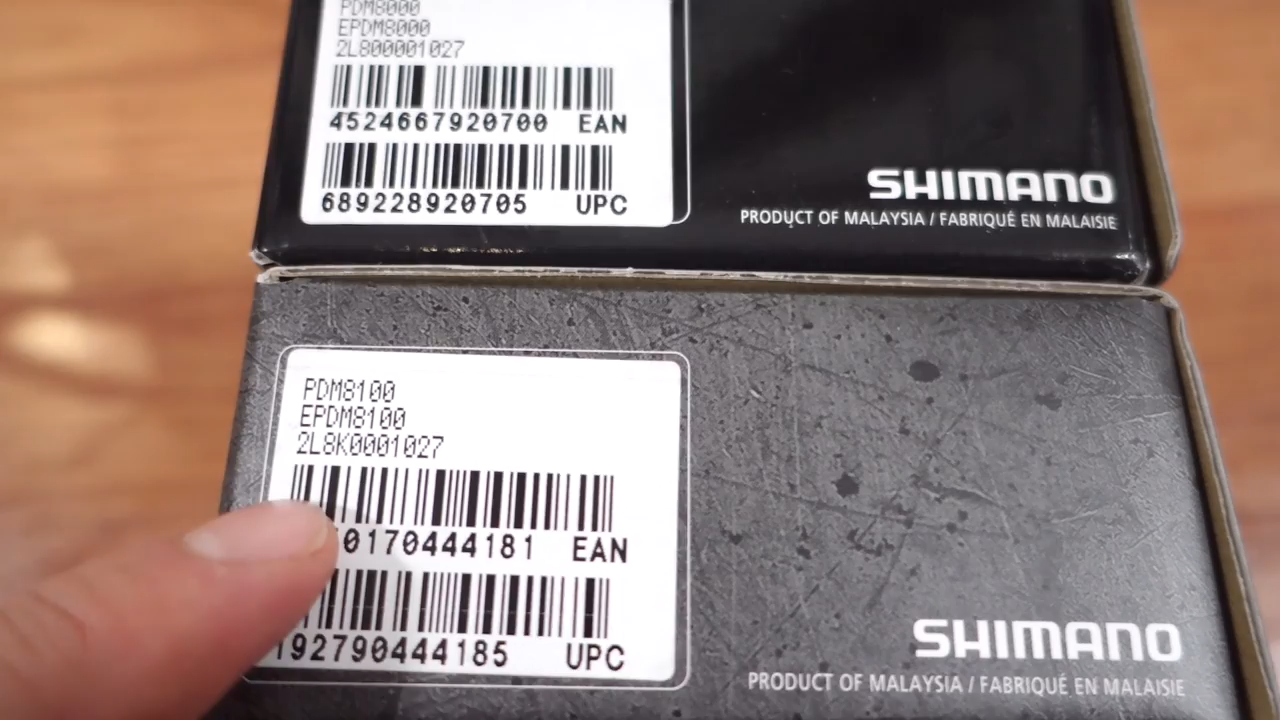 PDM8000
EPDM8000
2L800001027
4524667920700 EAN
689228920705 UPC
SHIMANO
PRODUCT OF MALAYSIA / FABRIQUÉ EN MALAISIE
PDM8100
EPDM8100
2L8K0001027
0170444181 EAN
192790444185 UPC
SHIMANO
PRODUCT OF MALAYSIA / FABRIQUÉ EN MALAISIE